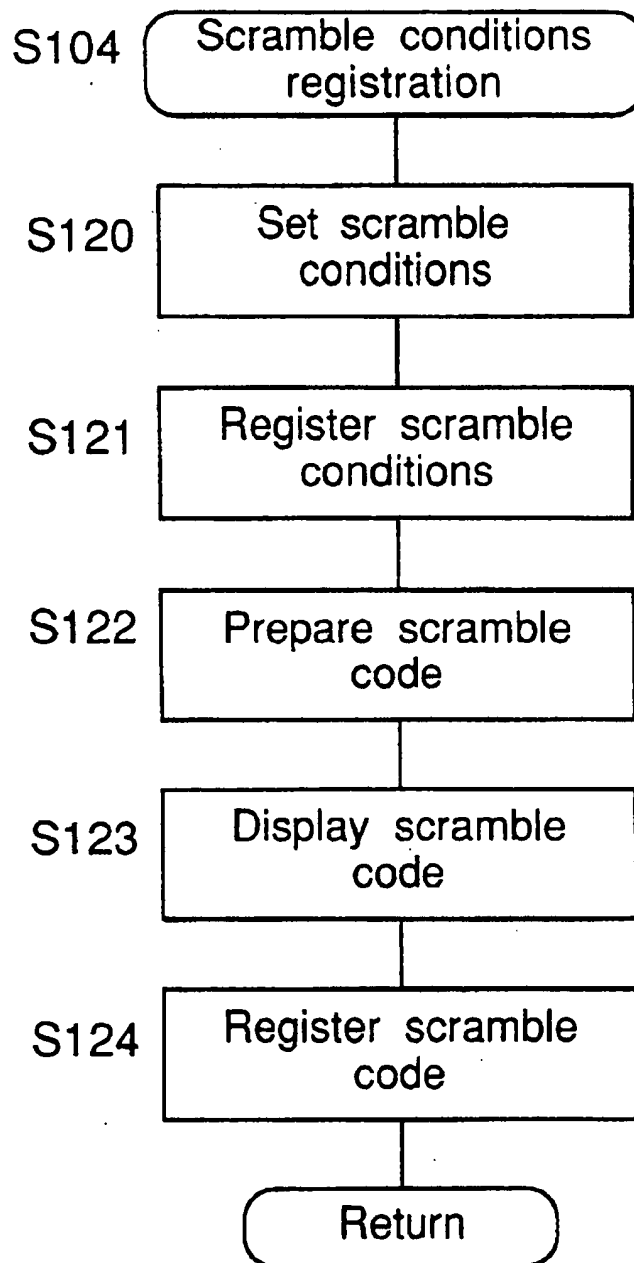 S104
Scramble conditions
registration
S120
Set scramble
conditions
S121
Register scramble
conditions
S122
Prepare scramble
code
S123
Display scramble
code
S124
Register scramble
code
Return